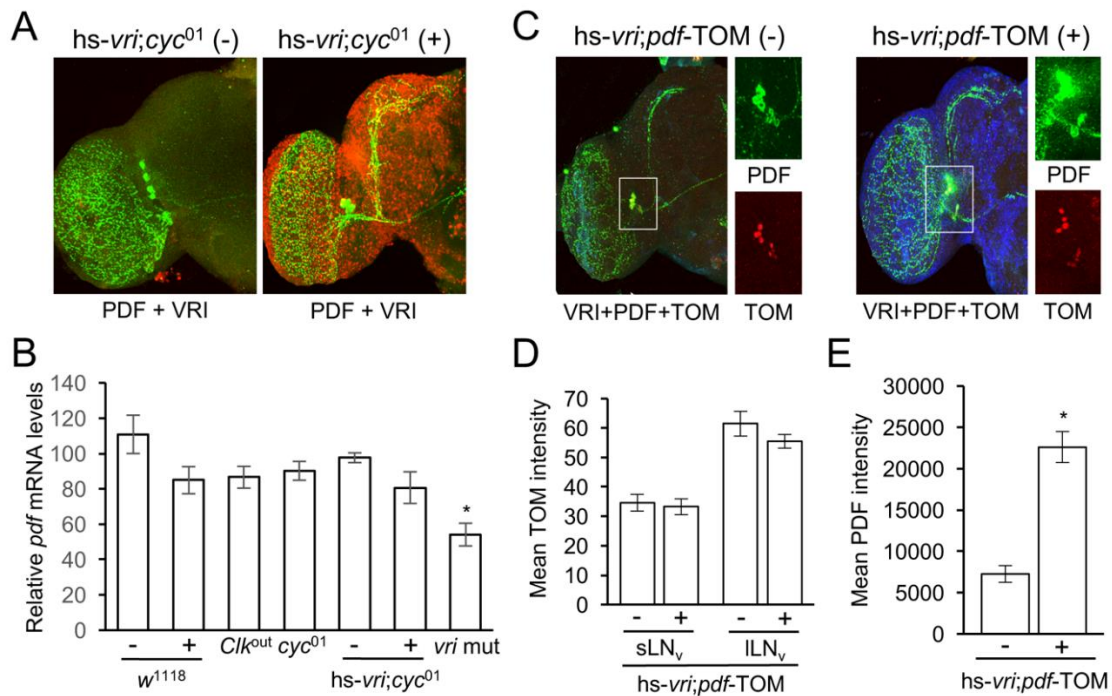 A
hs-vri;cyc⁰¹ (-)
hs-vri;cyc⁰¹ (+)
PDF + VRI
PDF + VRI
C
hs-vri;pdf-TOM (-)
hs-vri;pdf-TOM (+)
PDF
PDF
VRI+PDF+TOM
TOM
VRI+PDF+TOM
TOM
B
Relative pdf mRNA levels
140
120
100
80
60
40
20
0
*
- +
Clkᵒᵘᵗ cyc⁰¹
- +
vri mut
w¹¹¹⁸
hs-vri;cyc⁰¹
D
Mean TOM intensity
70
60
50
40
30
20
10
0
- + - +
sLNᵥ
lLNᵥ
hs-vri;pdf-TOM
E
Mean PDF intensity
30000
25000
20000
15000
10000
5000
0
*
- +
hs-vri;pdf-TOM